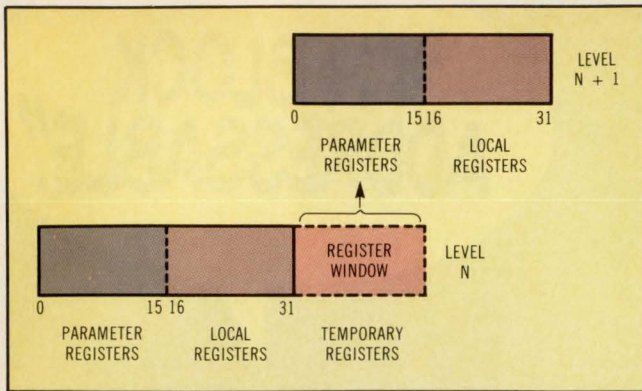 LEVEL
N + 1
0 15 16 31
PARAMETER
REGISTERS
LOCAL
REGISTERS
REGISTER
WINDOW
LEVEL
N
0 15 16 31
PARAMETER
REGISTERS
LOCAL
REGISTERS
TEMPORARY
REGISTERS